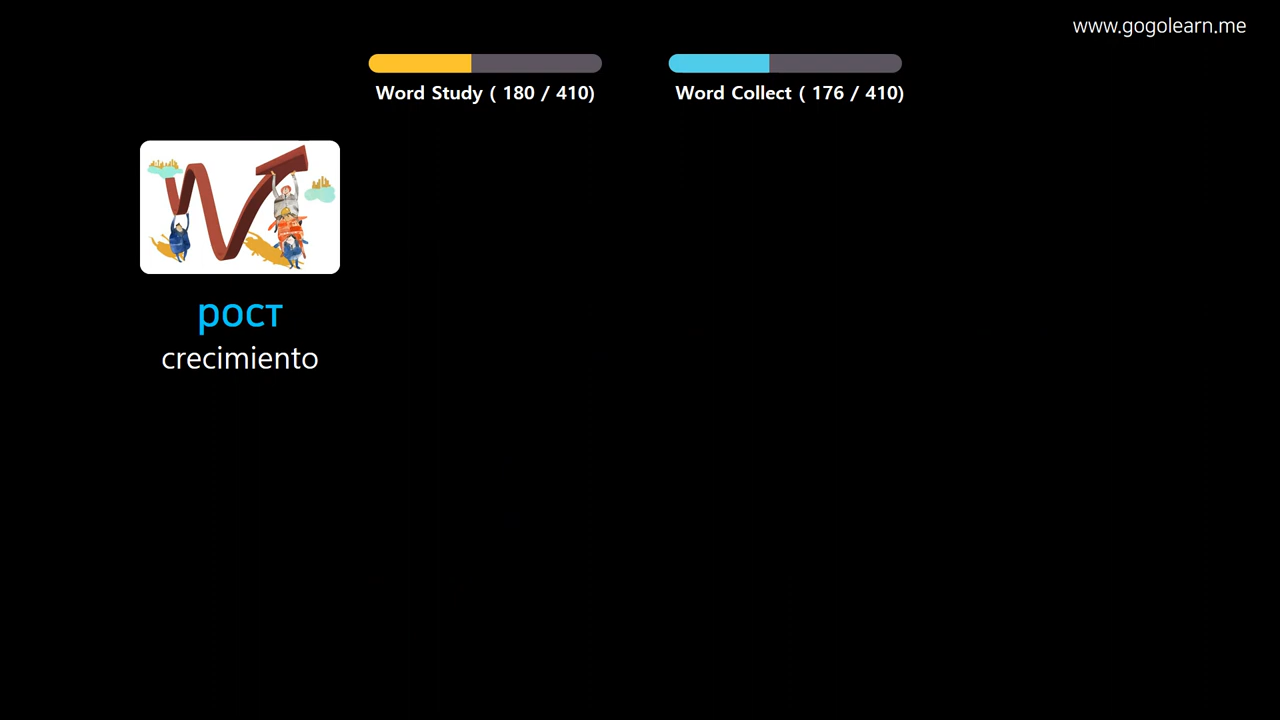 www.gogolearn.me
Word Study ( 180 / 410)
Word Collect ( 176 / 410)
рост
crecimiento